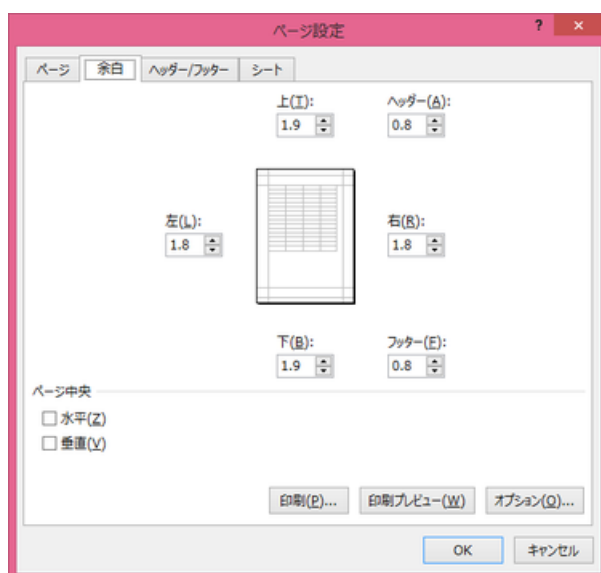 ページ設定
? ×
ページ 余白 ヘッダー/フッター シート
上(T): ヘッダー(A):
1.9 0.8
左(L): 右(R):
1.8 1.8
下(B): フッター(F):
1.9 0.8
ページ中央
水平(Z)
垂直(V)
印刷(P)... 印刷プレビュー(W) オプション(O)...
OK キャンセル